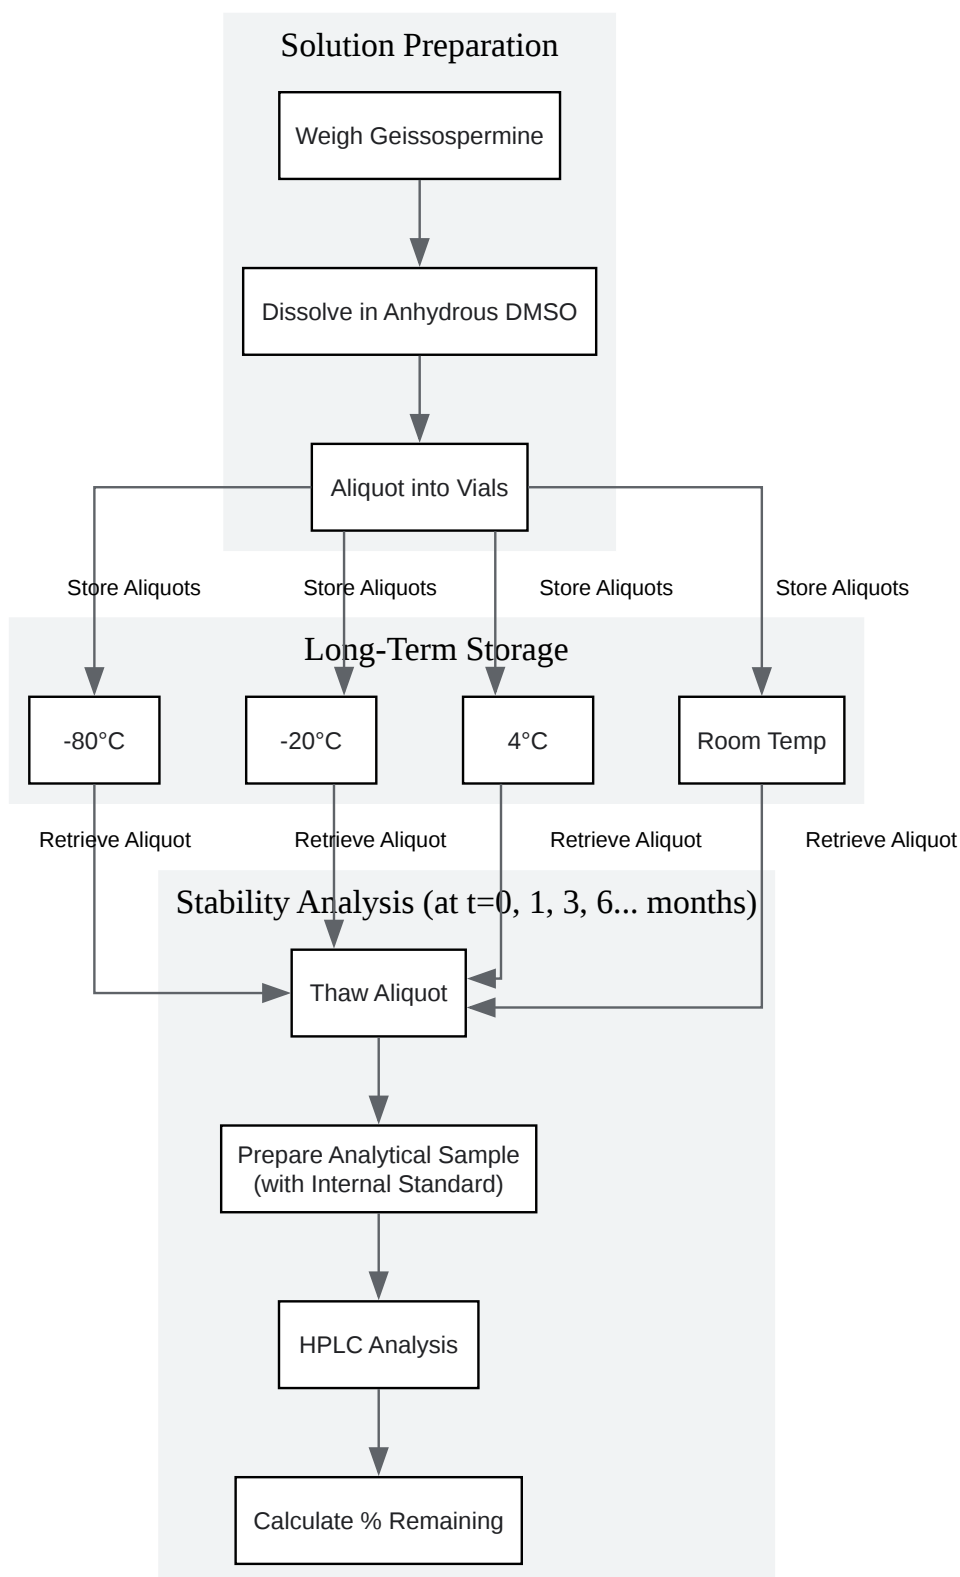 Solution Preparation
Weigh Geissospermine
Dissolve in Anhydrous DMSO
Aliquot into Vials
Store Aliquots
Store Aliquots
Store Aliquots
Store Aliquots
Long-Term Storage
-80°C
-20°C
4°C
Room Temp
Retrieve Aliquot
Retrieve Aliquot
Retrieve Aliquot
Retrieve Aliquot
Stability Analysis (at t=0, 1, 3, 6... months)
Thaw Aliquot
Prepare Analytical Sample
(with Internal Standard)
HPLC Analysis
Calculate % Remaining